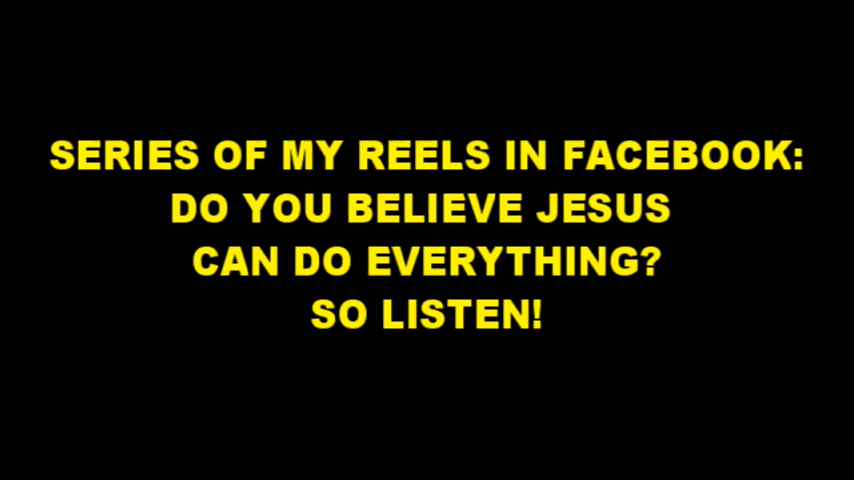 SERIES OF MY REELS IN FACEBOOK:
DO YOU BELIEVE JESUS
CAN DO EVERYTHING?
SO LISTEN!